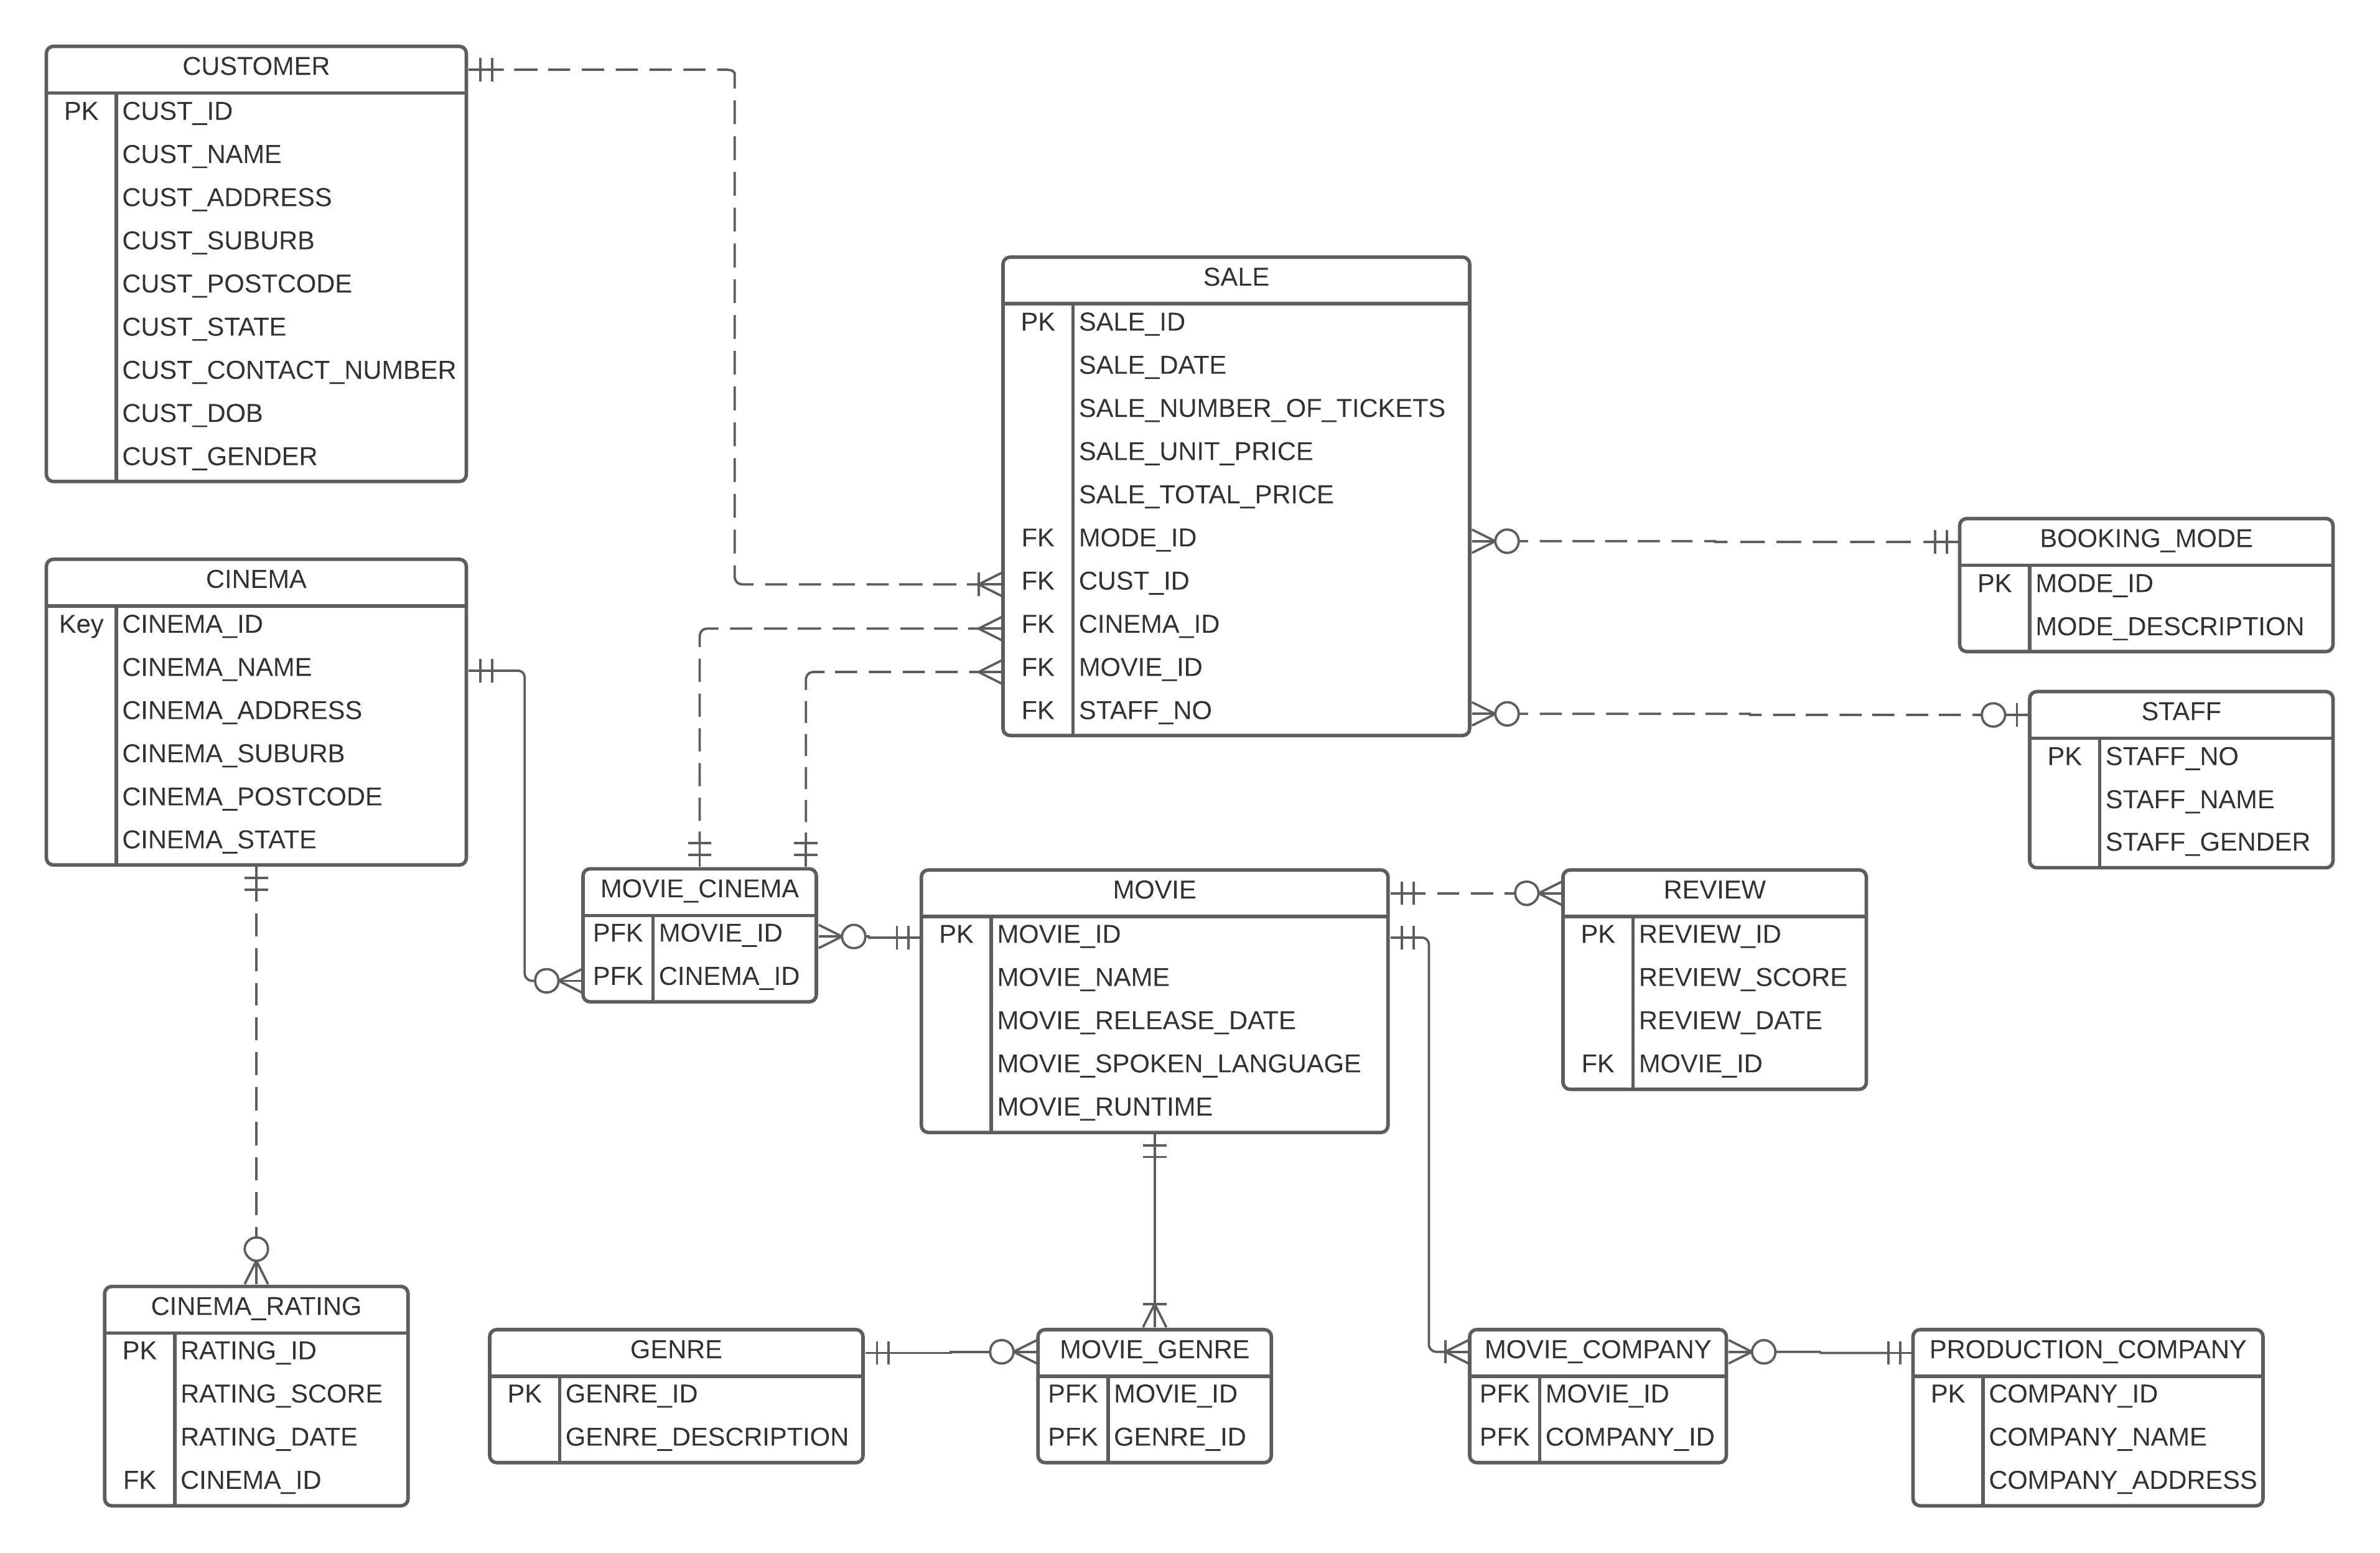 CUSTOMER
PK CUST_ID
CUST_NAME
CUST_ADDRESS
CUST_SUBURB
CUST_POSTCODE
CUST_STATE
CUST_CONTACT_NUMBER
CUST_DOB
CUST_GENDER
SALE
PK SALE_ID
SALE_DATE
SALE_NUMBER_OF_TICKETS
SALE_UNIT_PRICE
SALE_TOTAL_PRICE
FK MODE_ID
FK CUST_ID
FK CINEMA_ID
FK MOVIE_ID
FK STAFF_NO
BOOKING_MODE
PK MODE_ID
MODE_DESCRIPTION
CINEMA
Key CINEMA_ID
CINEMA_NAME
CINEMA_ADDRESS
CINEMA_SUBURB
CINEMA_POSTCODE
CINEMA_STATE
STAFF
PK STAFF_NO
STAFF_NAME
STAFF_GENDER
MOVIE_CINEMA
PFK MOVIE_ID
PFK CINEMA_ID
MOVIE
PK MOVIE_ID
MOVIE_NAME
MOVIE_RELEASE_DATE
MOVIE_SPOKEN_LANGUAGE
MOVIE_RUNTIME
REVIEW
PK REVIEW_ID
REVIEW_SCORE
REVIEW_DATE
FK MOVIE_ID
CINEMA_RATING
PK RATING_ID
RATING_SCORE
RATING_DATE
FK CINEMA_ID
GENRE
PK GENRE_ID
GENRE_DESCRIPTION
MOVIE_GENRE
PFK MOVIE_ID
PFK GENRE_ID
MOVIE_COMPANY
PFK MOVIE_ID
PFK COMPANY_ID
PRODUCTION_COMPANY
PK COMPANY_ID
COMPANY_NAME
COMPANY_ADDRESS